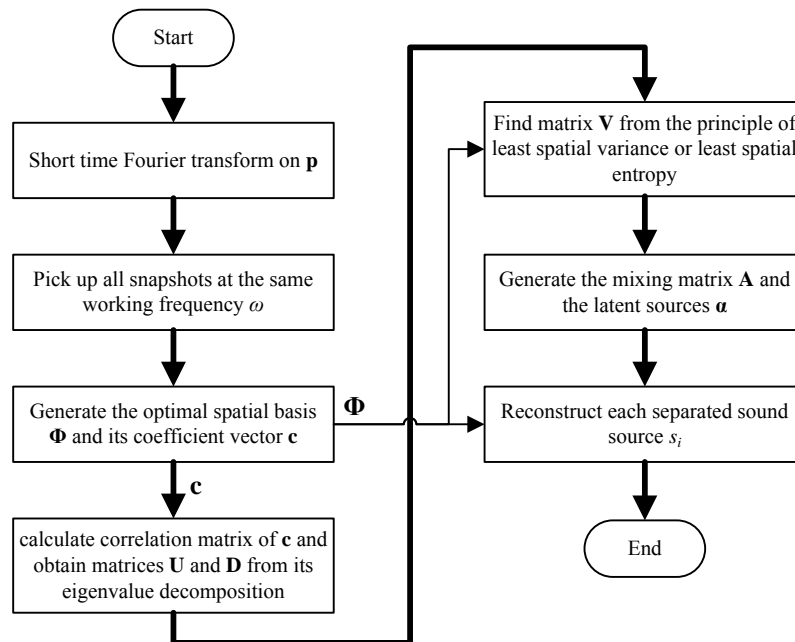 Start
Short time Fourier transform on p
Pick up all snapshots at the same
working frequency ω
Generate the optimal spatial basis
Φ and its coefficient vector c
Φ
c
calculate correlation matrix of c and
obtain matrices U and D from its
eigenvalue decomposition
Find matrix V from the principle of
least spatial variance or least spatial
entropy
Generate the mixing matrix A and
the latent sources α
Reconstruct each separated sound
source si
End